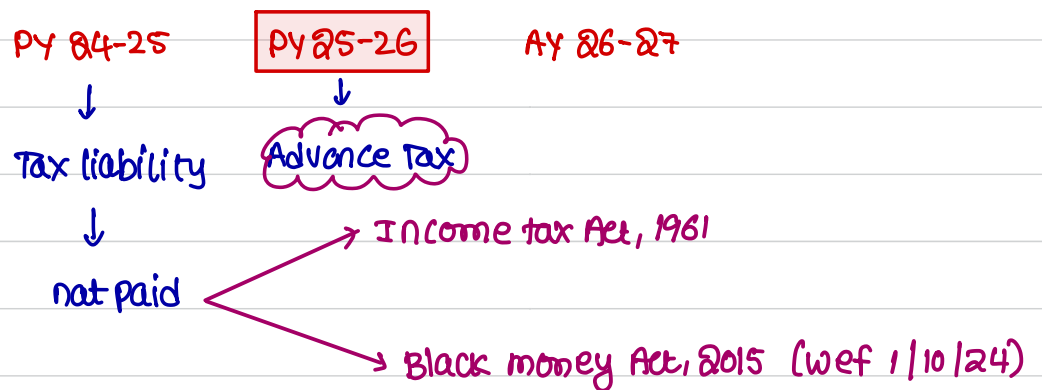 PY 24-25 PY 25-26 AY 26-27
Tax liability Advance Tax
Income tax Act, 1961
not paid
Black money Act, 2015 (wef 1/10/24)